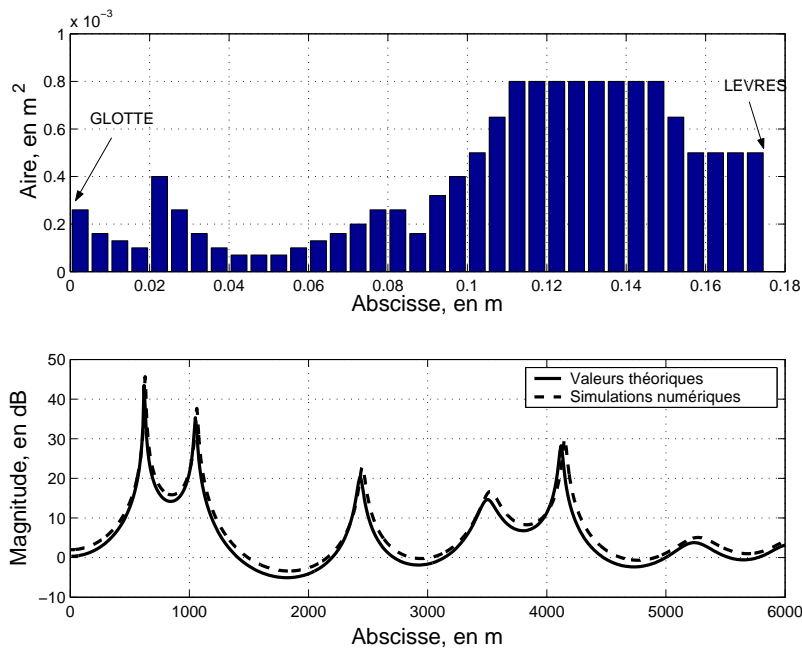 x 10⁻³
1
0.8
0.6
0.4
0.2
0
Aire, en m²
GLOTTE
LEVRES
0 0.02 0.04 0.06 0.08 0.1 0.12 0.14 0.16 0.18
Abscisse, en m
50
40
30
20
10
0
−10
Magnitude, en dB
Valeurs théoriques
Simulations numériques
0 1000 2000 3000 4000 5000 6000
Abscisse, en m